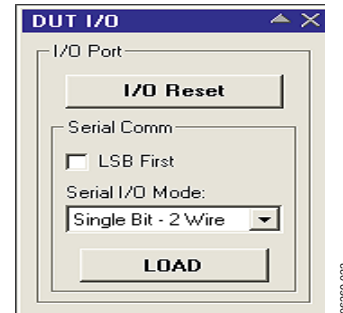 DUT I/O
I/O Port
I/O Reset
Serial Comm
LSB First
Serial I/O Mode:
Single Bit - 2 Wire
LOAD